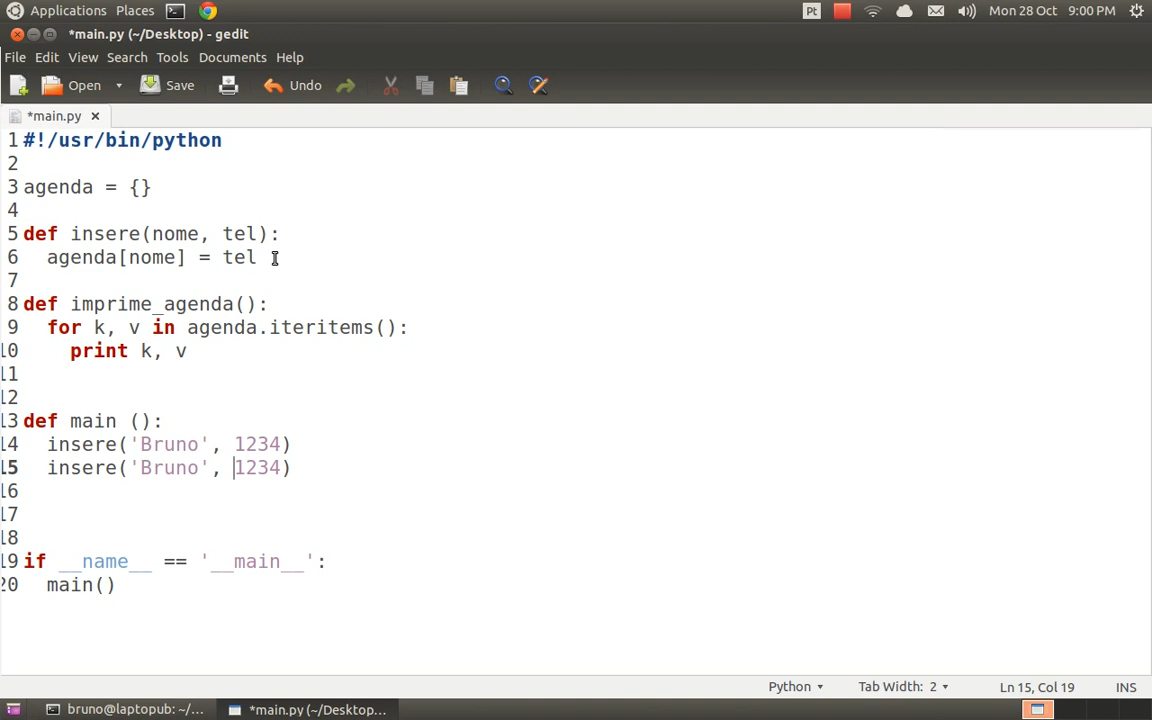 Applications Places Pt Mon 28 Oct 9:00 PM
*main.py (~/Desktop) - gedit
File Edit View Search Tools Documents Help
Open Save Undo
*main.py ×
1 #!/usr/bin/python
2
3 agenda = {}
4
5 def insere(nome, tel):
6 agenda[nome] = tel
7
8 def imprime_agenda():
9 for k, v in agenda.iteritems():
10 print k, v
11
12
13 def main ():
14 insere('Bruno', 1234)
15 insere('Bruno', 1234)
16
17
18
19 if __name__ == '__main__':
20 main()
Python Tab Width: 2 Ln 15, Col 19 INS
bruno@laptopub: ~/... *main.py (~/Desktop...